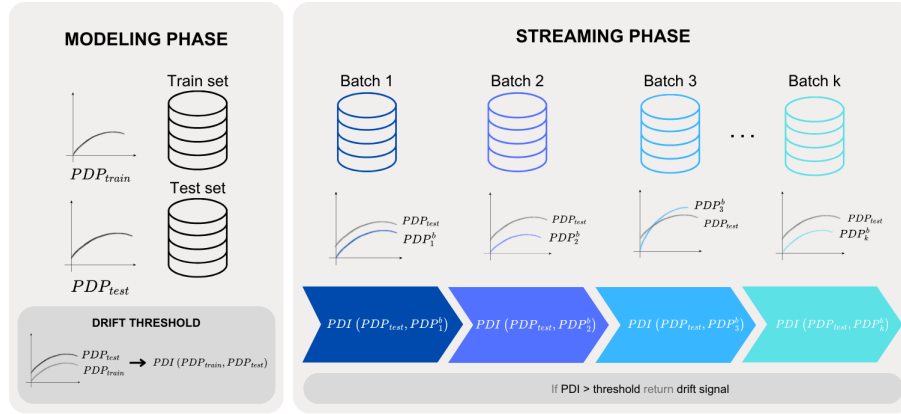 MODELING PHASE
Train set
PDP_train
Test set
PDP_test
DRIFT THRESHOLD
PDP_test
PDP_train
PDI (PDP_train, PDP_test)
STREAMING PHASE
Batch 1
Batch 2
Batch 3
...
Batch k
PDP_test
PDP_1^b
PDP_test
PDP_2^b
PDP_3^b
PDP_test
PDP_test
PDP_k^b
PDI (PDP_test, PDP_1^b)
PDI (PDP_test, PDP_2^b)
PDI (PDP_test, PDP_3^b)
PDI (PDP_test, PDP_k^b)
If PDI > threshold return drift signal